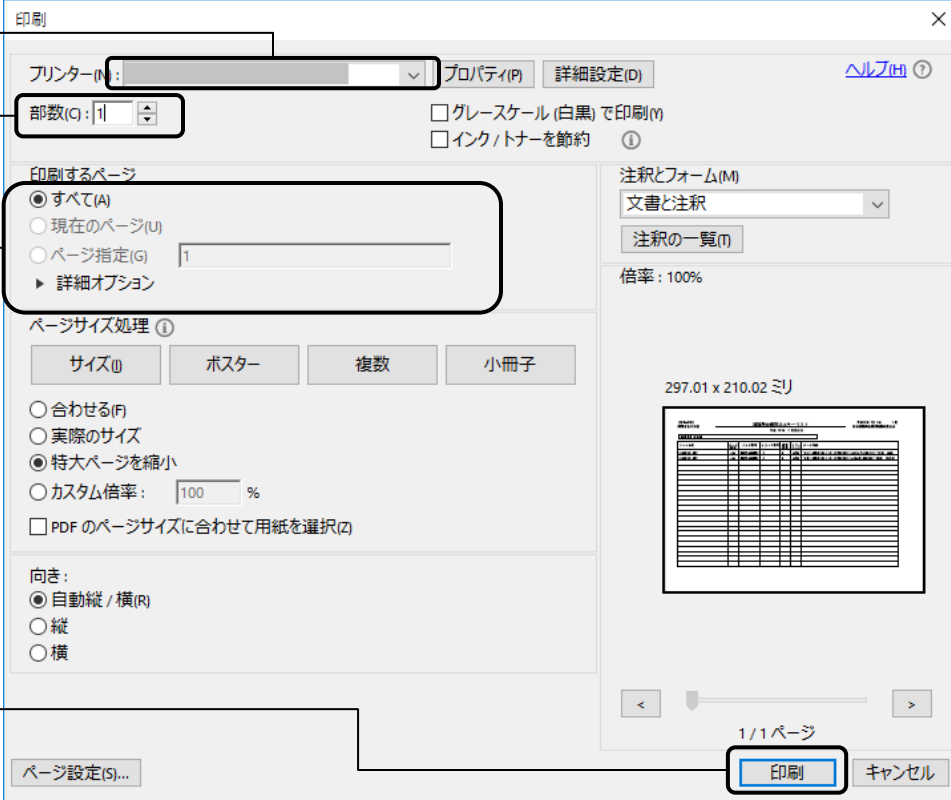 印刷
プリンター(N) :
プロパティ(P)
詳細設定(D)
ヘルプ(H)
部数(C) : 1
グレースケール (白黒) で印刷(Y)
インク / トナーを節約
印刷するページ
すべて(A)
現在のページ(U)
ページ指定(G) 1
詳細オプション
注釈とフォーム(M)
文書と注釈
注釈の一覧(T)
倍率 : 100%
ページサイズ処理
サイズ(I) ポスター 複数 小冊子
合わせる(F)
実際のサイズ
特大ページを縮小
カスタム倍率 : 100 %
PDF のページサイズに合わせて用紙を選択(Z)
向き :
自動縦 / 横(R)
縦
横
297.01 x 210.02 ミリ
< >
1 / 1 ページ
ページ設定(S)...
印刷
キャンセル